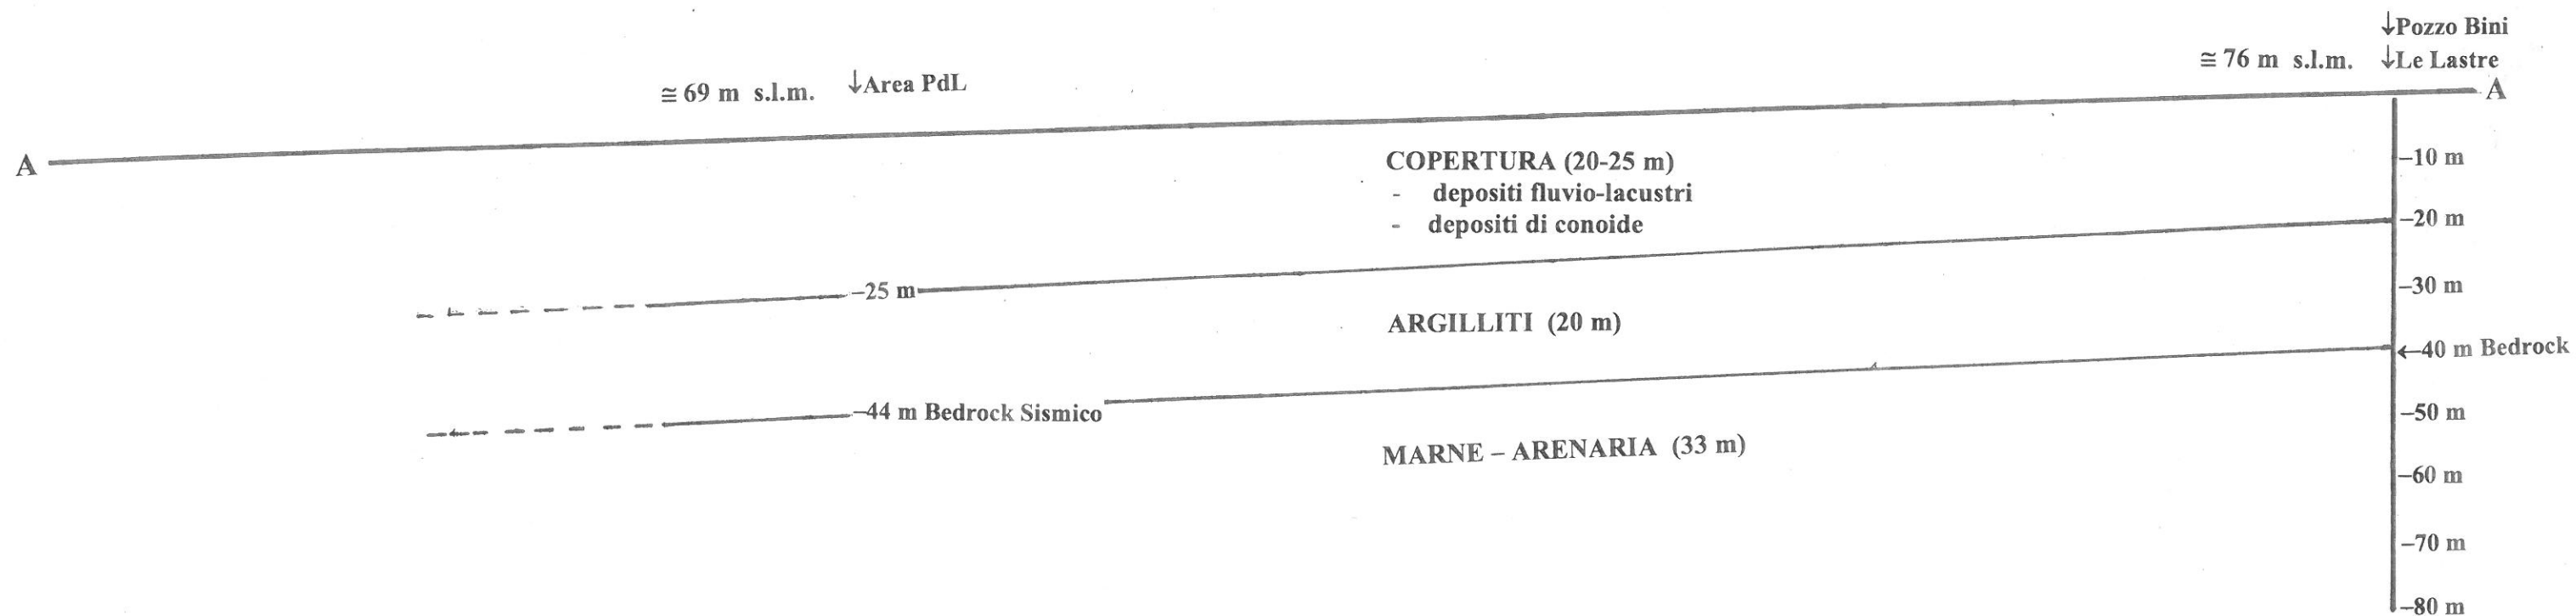 ↓Pozzo Bini
≅ 76 m s.l.m. ↓Le Lastre
≅ 69 m s.l.m. ↓Area PdL
A
A
COPERTURA (20-25 m)
- depositi fluvio-lacustri
- depositi di conoide
–10 m
–20 m
–25 m
–30 m
ARGILLITI (20 m)
←40 m Bedrock
–44 m Bedrock Sismico
–50 m
MARNE – ARENARIA (33 m)
–60 m
–70 m
–80 m